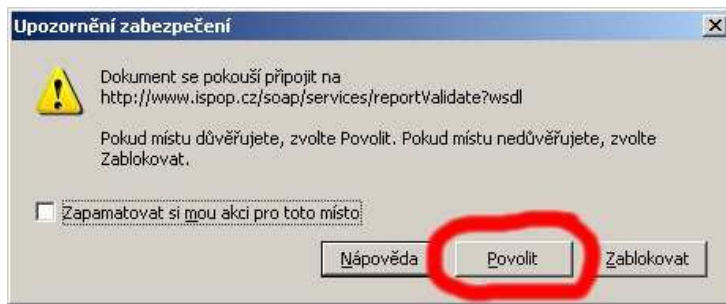 Upozornění zabezpečení
Dokument se pokouší připojit na
http://www.ispop.cz/soap/services/reportValidate?wsdl
Pokud místu důvěřujete, zvolte Povolit. Pokud místu nedůvěřujete, zvolte
Zablokovat.
Zapamatovat si mou akci pro toto místo
Nápověda Povolit Zablokovat